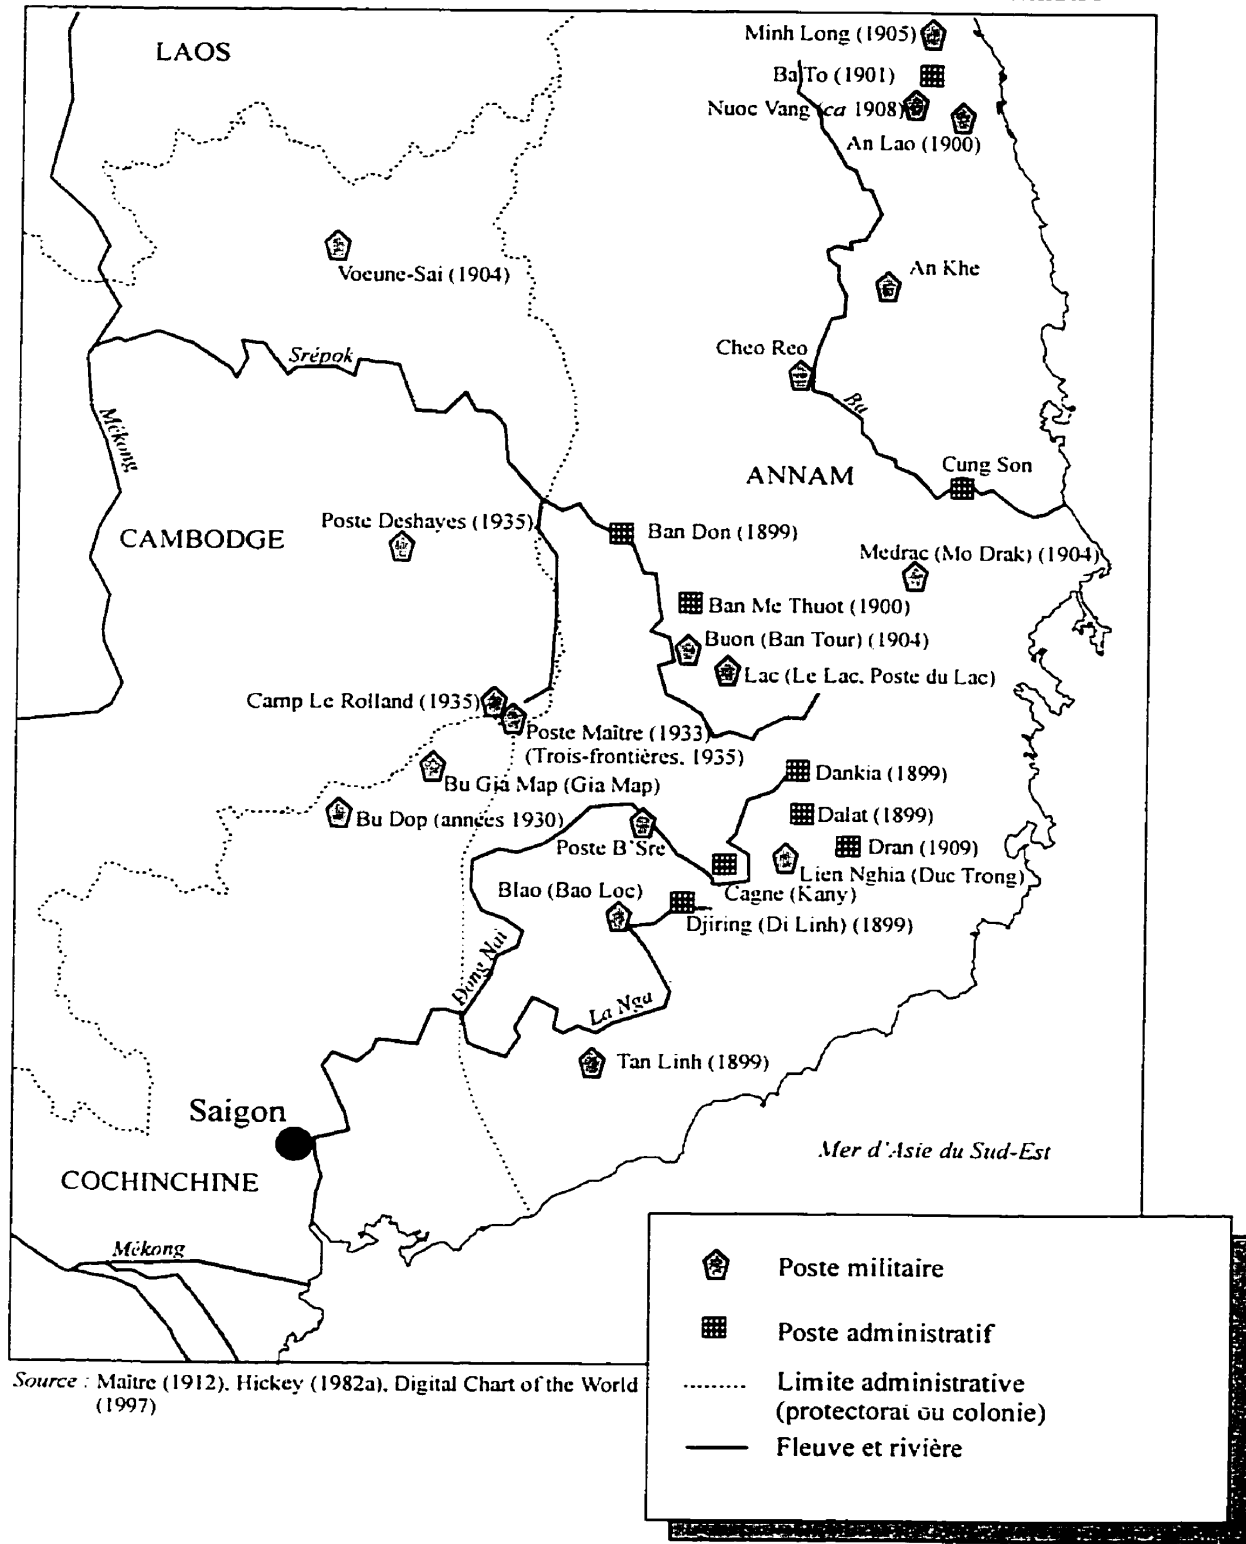 LAOS
Minh Long (1905)
Ba To (1901)
Nuoc Vang (ca 1908)
An Lao (1900)
Voeune-Sai (1904)
An Khe
Srépok
Cheo Reo
Ba
Mékong
ANNAM
Cung Son
Poste Deshayes (1935)
CAMBODGE
Ban Don (1899)
Medrac (Mo Drak) (1904)
Ban Me Thuot (1900)
Buon (Ban Tour) (1904)
Lac (Le Lac, Poste du Lac)
Camp Le Rolland (1935)
Poste Maître (1933)
(Trois-frontières, 1935)
Bu Gia Map (Gia Map)
Dankia (1899)
Bu Dop (années 1930)
Dalat (1899)
Poste B'Sre
Dran (1909)
Lien Nghia (Duc Trong)
Blao (Bao Loc)
Cagne (Kany)
Djiring (Di Linh) (1899)
Dong Nai
La Nga
Tan Linh (1899)
Saigon
Mer d'Asie du Sud-Est
COCHINCHINE
Mékong
Poste militaire
Poste administratif
Limite administrative
(protectorat ou colonie)
Fleuve et rivière
Source : Maître (1912), Hickey (1982a), Digital Chart of the World
(1997)